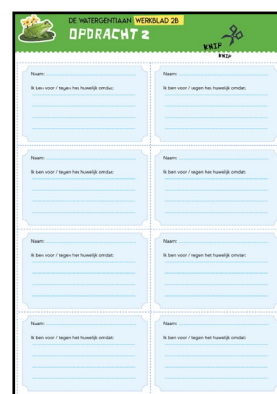 DE WATERGENTIAAN WERKBLAD 2B
OPDRACHT 2
KNIP
KNIP
Naam:
Ik ben voor / tegen het huwelijk omdat:
Naam:
Ik ben voor / tegen het huwelijk omdat:
Naam:
Ik ben voor / tegen het huwelijk omdat:
Naam:
Ik ben voor / tegen het huwelijk omdat:
Naam:
Ik ben voor / tegen het huwelijk omdat:
Naam:
Ik ben voor / tegen het huwelijk omdat:
Naam:
Ik ben voor / tegen het huwelijk omdat:
Naam:
Ik ben voor / tegen het huwelijk omdat: